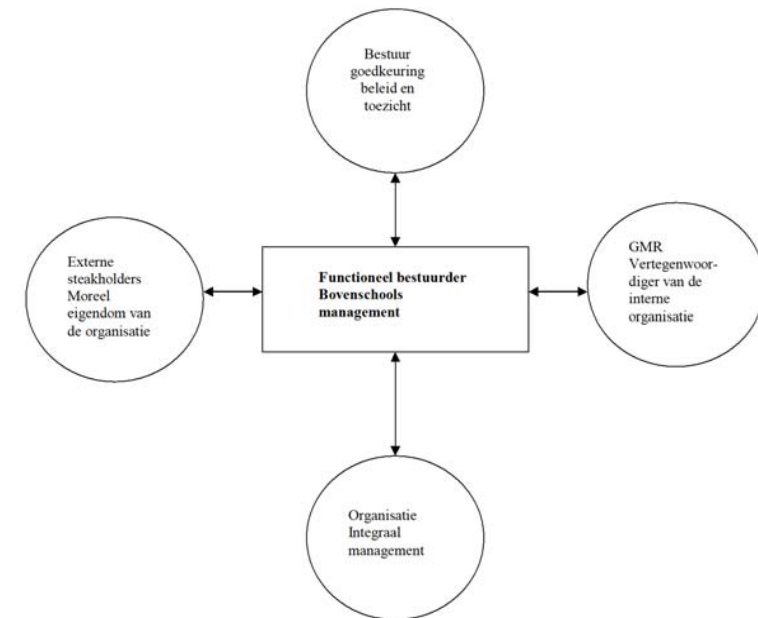 Bestuur
goedkeuring
beleid en
toezicht
Externe
steakholders
Moreel
eigendom van
de organisatie
Functioneel bestuurder
Bovenschools
management
GMR
Vertegenwoor-
diger van de
interne
organisatie
Organisatie
Integraal
management